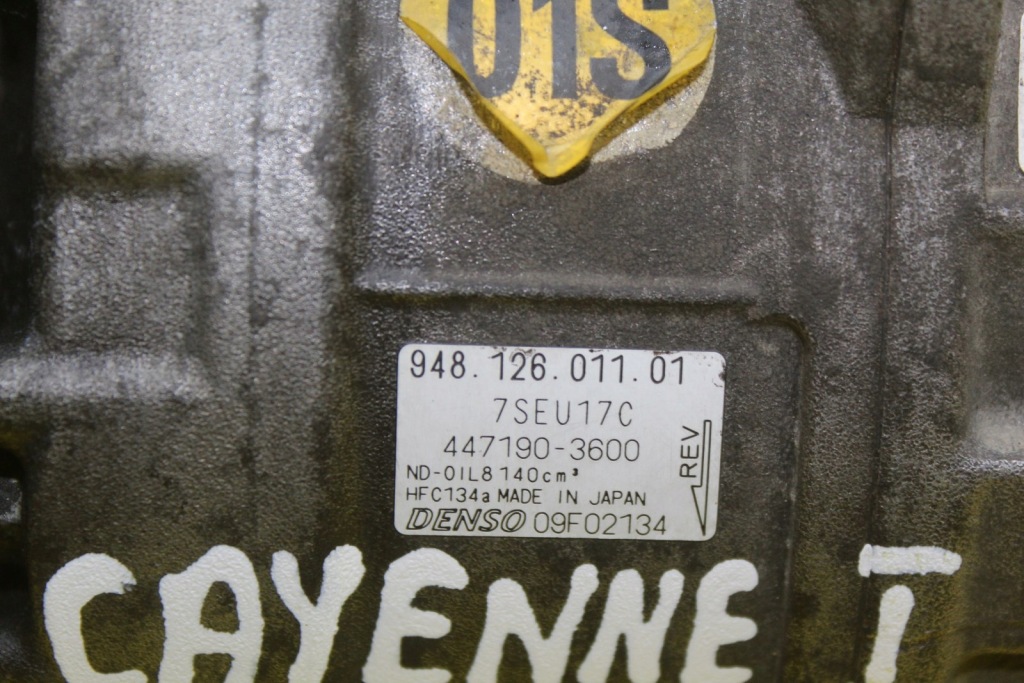 01S
948.126.011.01
7SEU17C
447190-3600
ND-OIL8 140cm³
HFC134a MADE IN JAPAN
DENSO 09F02134
REV
CAYENNE T